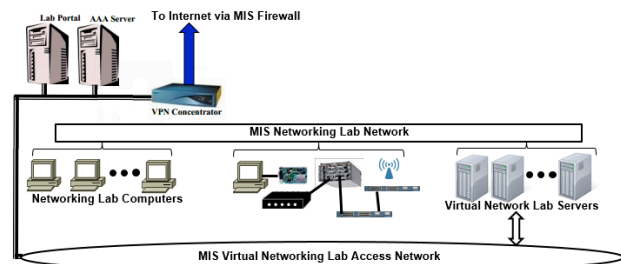 To Internet via MIS Firewall
Lab Portal
AAA Server
VPN Concentrator
MIS Networking Lab Network
Networking Lab Computers
Virtual Network Lab Servers
MIS Virtual Networking Lab Access Network